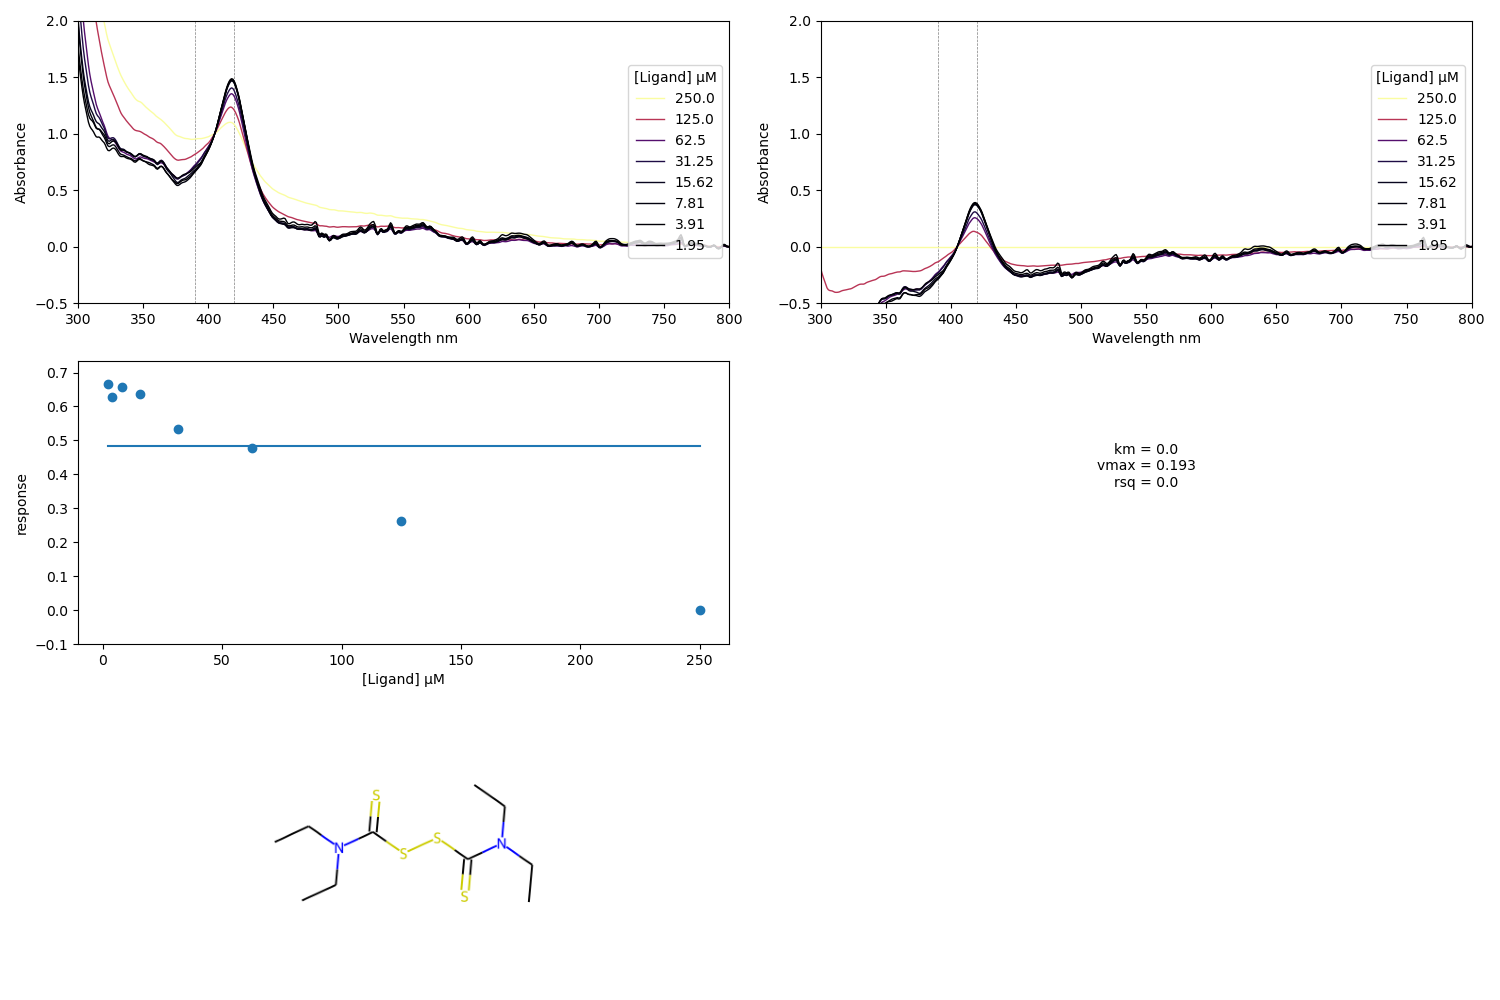 2.0
1.5
1.0
0.5
0.0
−0.5
Absorbance
300 350 400 450 500 550 600 650 700 750 800
Wavelength nm
[Ligand] µM
250.0
125.0
62.5
31.25
15.62
7.81
3.91
1.95
2.0
1.5
1.0
0.5
0.0
−0.5
Absorbance
300 350 400 450 500 550 600 650 700 750 800
Wavelength nm
[Ligand] µM
250.0
125.0
62.5
31.25
15.62
7.81
3.91
1.95
0.7
0.6
0.5
0.4
0.3
0.2
0.1
0.0
−0.1
response
0 50 100 150 200 250
[Ligand] µM
km = 0.0
vmax = 0.193
rsq = 0.0
S
N
S
S
N
S